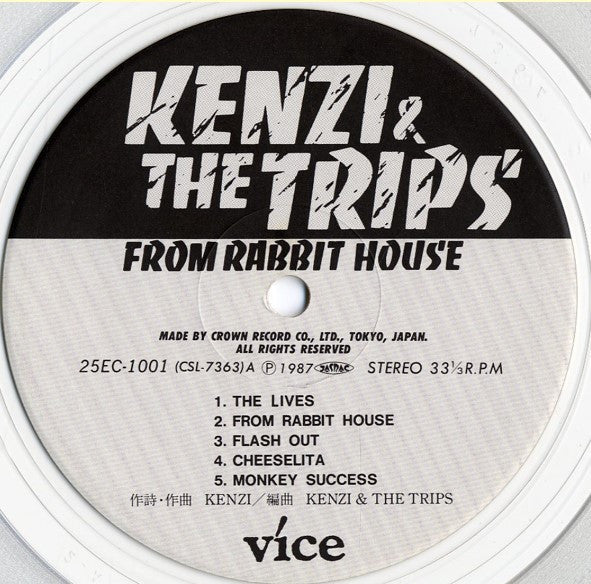 KENZI &
THE TRIPS
FROM RABBIT HOUSE
MADE BY CROWN RECORD CO., LTD., TOKYO, JAPAN.
ALL RIGHTS RESERVED
25EC-1001 (CSL-7363) A Ⓟ 1987 JASRAC STEREO 33⅓ R.P.M
1. THE LIVES
2. FROM RABBIT HOUSE
3. FLASH OUT
4. CHEESELITA
5. MONKEY SUCCESS
作詩・作曲 KENZI／編曲 KENZI & THE TRIPS
vice